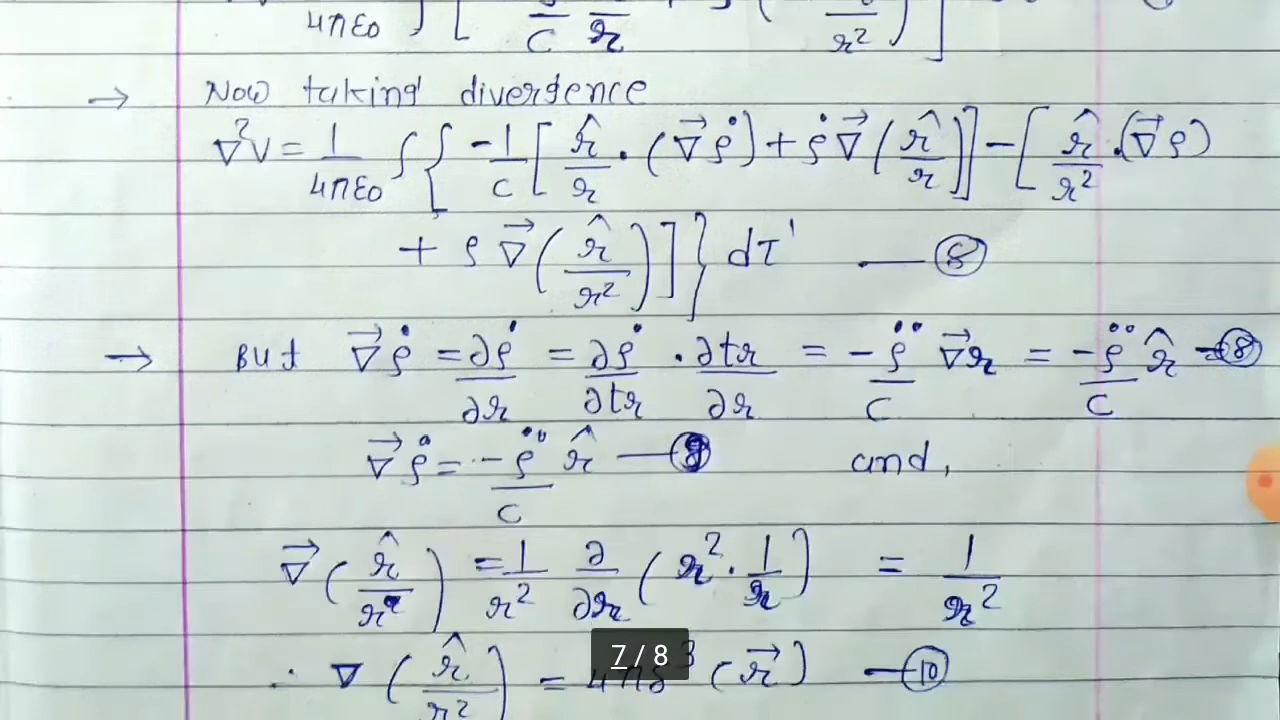 4πε₀ ∫ [ C r r² ]
→ Now taking divergence
∇²V = 1/4πε₀ ∫ { -1/c [ r̂/r · (∇⃗ρ̇) + ρ̇ ∇⃗(r̂/r) ] - [ r̂/r² · (∇⃗ρ)
+ ρ ∇⃗(r̂/r²) ] } dτ' — ⑧
→ But ∇⃗ρ̇ = ∂ρ̇/∂r = ∂ρ̇/∂tr · ∂tr/∂r = -ρ̈/c ∇⃗r = -ρ̈/c r̂ — ⑧
∇⃗ρ̇ = -ρ̈/c r̂ — ⑨ and,
∇⃗(r̂/r) = 1/r² ∂/∂r (r² · 1/r) = 1/r²
∴ ∇(r̂/r²) = 4πδ³(r⃗) — ⑩
7 / 8